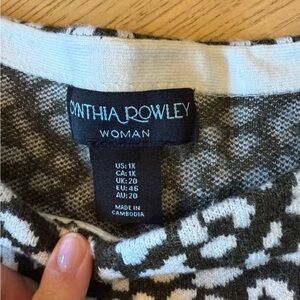 CYNTHIA ROWLEY
WOMAN
US: 1X
CA: 1X
UK: 20
EU: 46
AU: 20
MADE IN
CAMBODIA